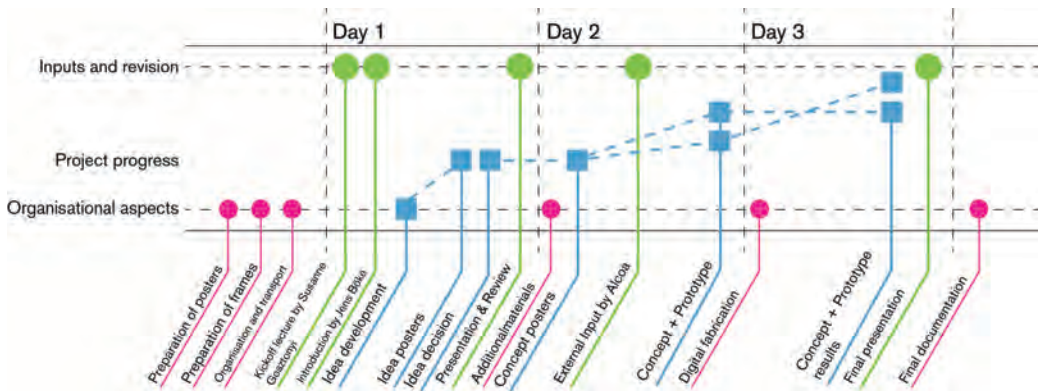 Day 1
Day 2
Day 3
Inputs and revision
Project progress
Organisational aspects
Preparation of posters
Preparation of frames
Organisation and transport
Kickoff lecture by Susanne
Goaztonyi
Introduction by Jens Böke
Idea development
Idea posters
Idea decision
Presentation & Review
Additionalmaterials
Concept posters
External Input by Alcoa
Concept + Prototype
Digital fabrication
Concept + Prototype
results
Final presentation
Final documentation